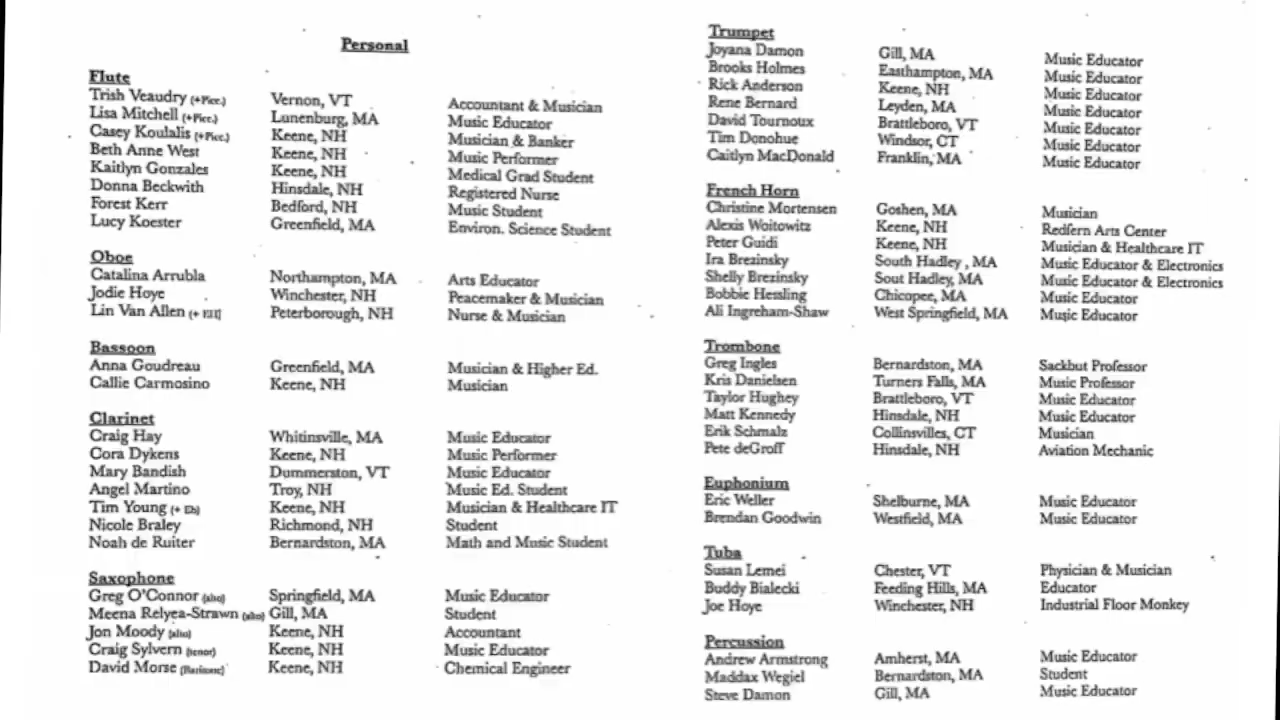 Personal
Flute
Trish Veaudry (+Picc.) Vernon, VT Accountant & Musician
Lisa Mitchell (+Picc.) Lunenburg, MA Music Educator
Casey Koulalis (+Picc.) Keene, NH Musician & Banker
Beth Anne West Keene, NH Music Performer
Kaitlyn Gonzales Keene, NH Medical Grad Student
Donna Beckwith Hinsdale, NH Registered Nurse
Forest Kerr Bedford, NH Music Student
Lucy Koester Greenfield, MA Environ. Science Student
Oboe
Catalina Arrubla Northampton, MA Arts Educator
Jodie Hoye Winchester, NH Peacemaker & Musician
Lin Van Allen Peterborough, NH Nurse & Musician
Bassoon
Anna Goudreau Greenfield, MA Musician & Higher Ed.
Callie Carmosino Keene, NH Musician
Clarinet
Craig Hay Whitinsville, MA Music Educator
Cora Dykens Keene, NH Music Performer
Mary Bandish Dummerston, VT Music Educator
Angel Martino Troy, NH Music Ed. Student
Tim Young (+ Eb) Keene, NH Musician & Healthcare IT
Nicole Braley Richmond, NH Student
Noah de Ruiter Bernardston, MA Math and Music Student
Saxophone
Greg O'Connor (alto) Springfield, MA Music Educator
Meena Relyea-Strawn (alto) Gill, MA Student
Jon Moody (alto) Keene, NH Accountant
Craig Sylvern (tenor) Keene, NH Music Educator
David Morse (Baritone) Keene, NH Chemical Engineer
Trumpet
Joyana Damon Gill, MA Music Educator
Brooks Holmes Easthampton, MA Music Educator
Rick Anderson Keene, NH Music Educator
Rene Bernard Leyden, MA Music Educator
David Tournoux Brattleboro, VT Music Educator
Tim Donohue Windsor, CT Music Educator
Caitlyn MacDonald Franklin, MA Music Educator
French Horn
Christine Mortensen Goshen, MA Musician
Alexis Woitowitz Keene, NH Redfern Arts Center
Peter Guidi Keene, NH Musician & Healthcare IT
Ira Brezinsky South Hadley , MA Music Educator & Electronics
Shelly Brezinsky Sout Hadley, MA Music Educator & Electronics
Bobbie Hessling Chicopee, MA Music Educator
Ali Ingreham-Shaw West Springfield, MA Music Educator
Trombone
Greg Ingles Bernardston, MA Sackbut Professor
Kris Danielsen Turners Falls, MA Music Professor
Taylor Hughey Brattleboro, VT Music Educator
Matt Kennedy Hinsdale, NH Music Educator
Erik Schmalz Collinsvilles, CT Musician
Pete deGroff Hinsdale, NH Aviation Mechanic
Euphonium
Eric Weller Shelburne, MA Music Educator
Brendan Goodwin Westfield, MA Music Educator
Tuba
Susan Lemei Chester, VT Physician & Musician
Buddy Bialecki Feeding Hills, MA Educator
Joe Hoye Winchester, NH Industrial Floor Monkey
Percussion
Andrew Armstrong Amherst, MA Music Educator
Maddax Wegiel Bernardston, MA Student
Steve Damon Gill, MA Music Educator